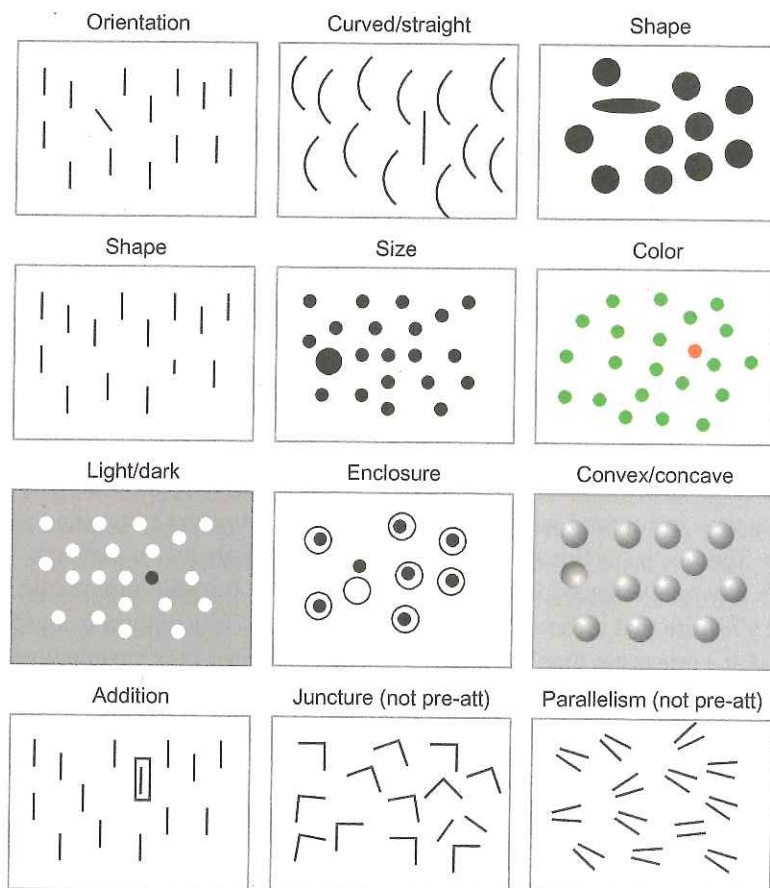 Orientation
Curved/straight
Shape
Shape
Size
Color
Light/dark
Enclosure
Convex/concave
Addition
Juncture (not pre-att)
Parallelism (not pre-att)